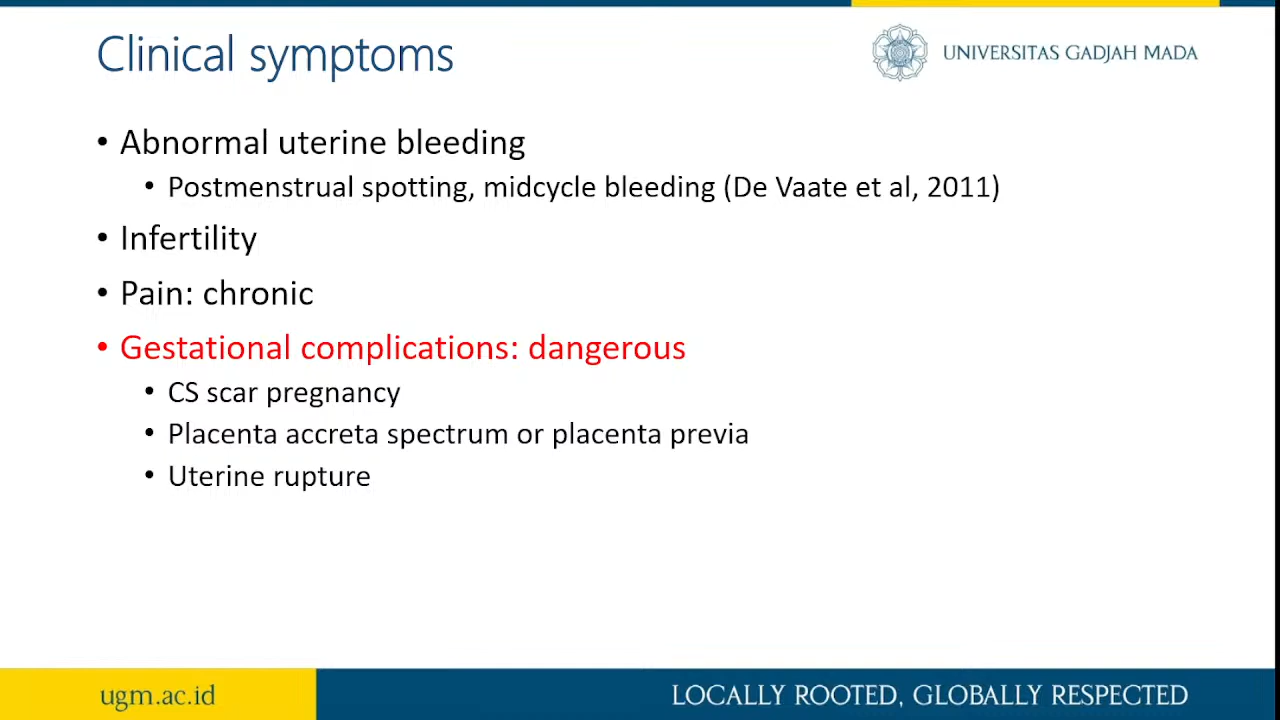 Clinical symptoms
UNIVERSITAS GADJAH MADA
• Abnormal uterine bleeding
• Postmenstrual spotting, midcycle bleeding (De Vaate et al, 2011)
• Infertility
• Pain: chronic
• Gestational complications: dangerous
• CS scar pregnancy
• Placenta accreta spectrum or placenta previa
• Uterine rupture
ugm.ac.id
LOCALLY ROOTED, GLOBALLY RESPECTED